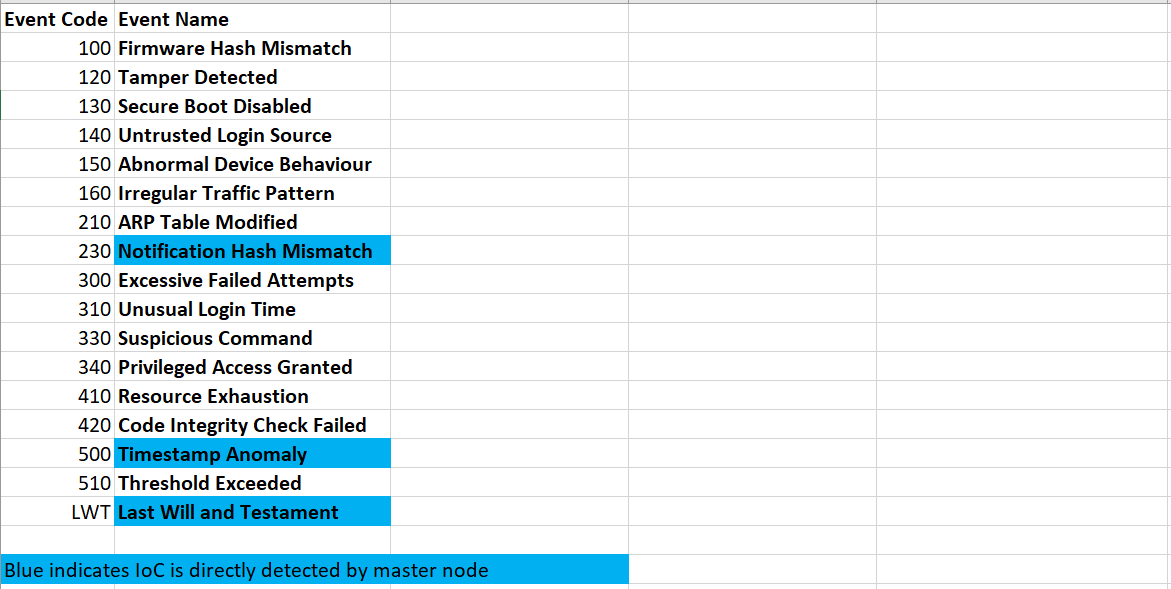 Event Code Event Name
100 Firmware Hash Mismatch
120 Tamper Detected
130 Secure Boot Disabled
140 Untrusted Login Source
150 Abnormal Device Behaviour
160 Irregular Traffic Pattern
210 ARP Table Modified
230 Notification Hash Mismatch
300 Excessive Failed Attempts
310 Unusual Login Time
330 Suspicious Command
340 Privileged Access Granted
410 Resource Exhaustion
420 Code Integrity Check Failed
500 Timestamp Anomaly
510 Threshold Exceeded
LWT Last Will and Testament
Blue indicates IoC is directly detected by master node